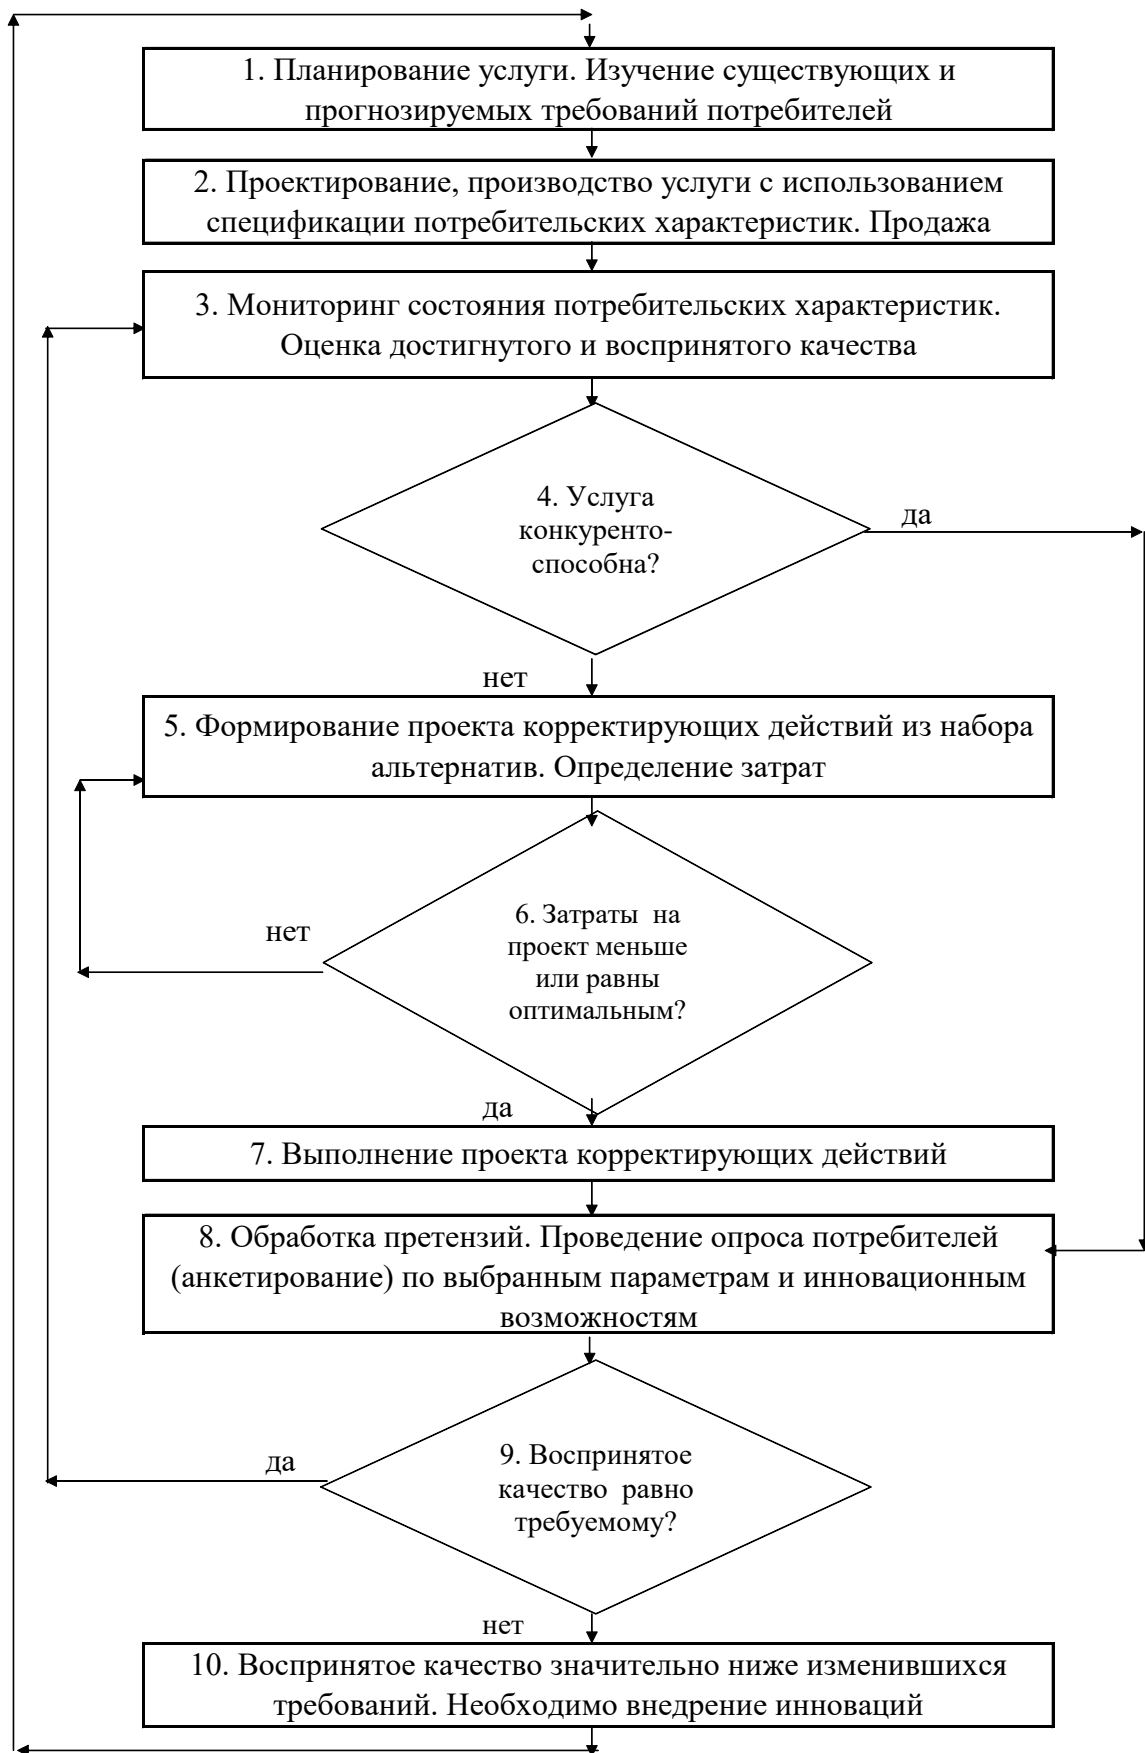 1. Планирование услуги. Изучение существующих и
прогнозируемых требований потребителей
2. Проектирование, производство услуги с использованием
спецификации потребительских характеристик. Продажа
3. Мониторинг состояния потребительских характеристик.
Оценка достигнутого и воспринятого качества
4. Услуга
конкуренто-
способна?
да
нет
5. Формирование проекта корректирующих действий из набора
альтернатив. Определение затрат
6. Затраты на
проект меньше
или равны
оптимальным?
нет
да
7. Выполнение проекта корректирующих действий
8. Обработка претензий. Проведение опроса потребителей
(анкетирование) по выбранным параметрам и инновационным
возможностям
9. Воспринятое
качество равно
требуемому?
да
нет
10. Воспринятое качество значительно ниже изменившихся
требований. Необходимо внедрение инноваций